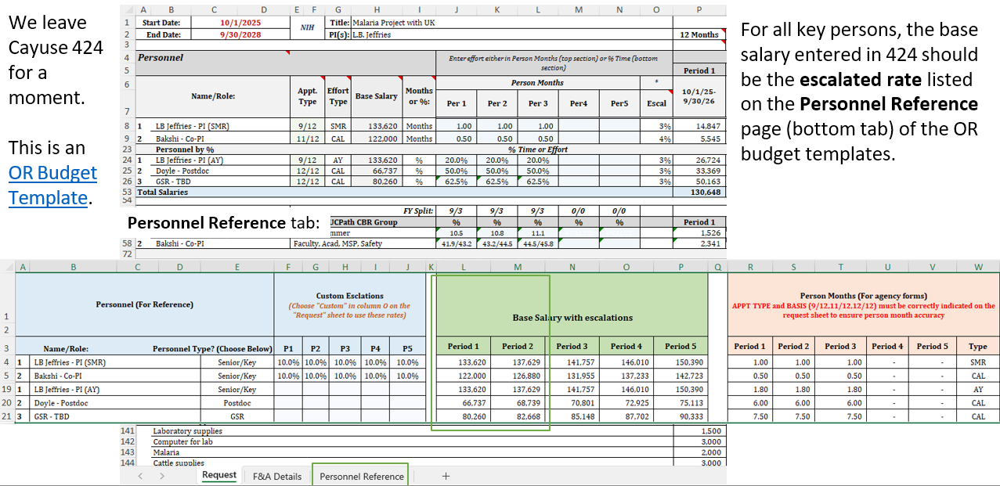 We leave
Cayuse 424
for a
moment.
This is an
OR Budget
Template.
A B C D E F G H I J K L M N O P
1 Start Date: 10/1/2025 NIH Title: Malaria Project with UK
2 End Date: 9/30/2028 PI(s): L.B. Jeffries 12 Months
3
4 Personnel Enter effort either in Person Months (top section) or % Time (bottom
5 section) Period 1
6 Name/Role: Appt. Type Effort Type Base Salary Months or %: Person Months * 10/1/25-
7 Per 1 Per 2 Per 3 Per4 Per5 Escal 9/30/26
8 1 LB Jeffries - PI (SMR) 9/12 SMR 133,620 Months 1.00 1.00 1.00 3% 14,847
9 2 Bakshi - Co-PI 11/12 CAL 122,000 Months 0.50 0.50 0.50 4% 5,545
23 Personnel by % % Time or Effort
24 1 LB Jeffries - PI (AY) 9/12 AY 133,620 % 20.0% 20.0% 20.0% 3% 26,724
25 2 Doyle - Postdoc 12/12 CAL 66,737 % 50.0% 50.0% 50.0% 3% 33,369
26 3 GSR - TBD 12/12 CAL 80,260 % 62.5% 62.5% 62.5% 3% 50,163
53 Total Salaries 130,648
54
FY Split: 9/3 9/3 9/3 0/0 0/0
Personnel Reference tab: UCPath CBR Group % % % % % Period 1
mmer 10.5 10.8 11.1 1,526
58 2 Bakshi - Co-PI Faculty, Acad, MSP, Safety 41.9/43.2 43.2/44.5 44.5/45.8 2,341
72
For all key persons, the base
salary entered in 424 should
be the escalated rate listed
on the Personnel Reference
page (bottom tab) of the OR
budget templates.
A B C D E F G H I J K L M N O P Q R S T U V W
1 Personnel (For Reference) Custom Esclations Base Salary with escalations Person Months (For agency forms)
(Choose "Custom" in column O on the APPT TYPE and BASIS (9/12,11/12,12/12) must be correctly indicated on the
"Request" sheet to use these rates) request sheet to ensure person month accuracy
2
3 Name/Role: Personnel Type? (Choose Below) P1 P2 P3 P4 P5 Period 1 Period 2 Period 3 Period 4 Period 5 Period 1 Period 2 Period 3 Period 4 Period 5 Type
4 1 LB Jeffries - PI (SMR) Senior/Key 10.0% 10.0% 10.0% 10.0% 10.0% 133,620 137,629 141,757 146,010 150,390 1.00 1.00 1.00 - - SMR
5 2 Bakshi - Co-PI Senior/Key 10.0% 10.0% 10.0% 10.0% 10.0% 122,000 126,880 131,955 137,233 142,723 0.50 0.50 0.50 - - CAL
19 1 LB Jeffries - PI (AY) Senior/Key 133,620 137,629 141,757 146,010 150,390 1.80 1.80 1.80 - - AY
20 2 Doyle - Postdoc Postdoc 66,737 68,739 70,801 72,925 75,113 6.00 6.00 6.00 - - CAL
21 3 GSR - TBD GSR 80,260 82,668 85,148 87,702 90,333 7.50 7.50 7.50 - - CAL
141 Laboratory supplies 1,500
142 Computer for lab 3,000
143 Malaria 2,000
144 Cattle supplies 3,000
< > Request F&A Details Personnel Reference +